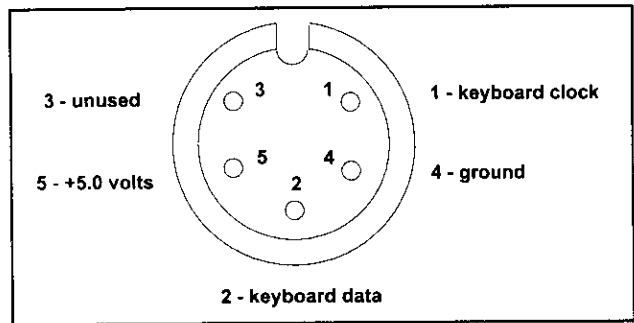 3 - unused
3
1
1 - keyboard clock
5 - +5.0 volts
5
4
4 - ground
2
2 - keyboard data